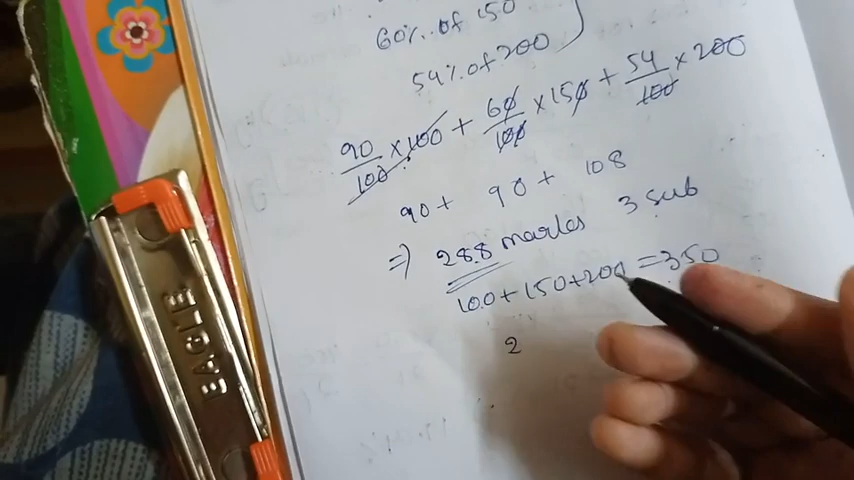 60% of 150
54% of 200
90/100 × 100 + 60/100 × 150 + 54/100 × 200
90 + 90 + 108
⇒ 288 marks 3 sub
100 + 150 + 200 = 350
2
EAGLE